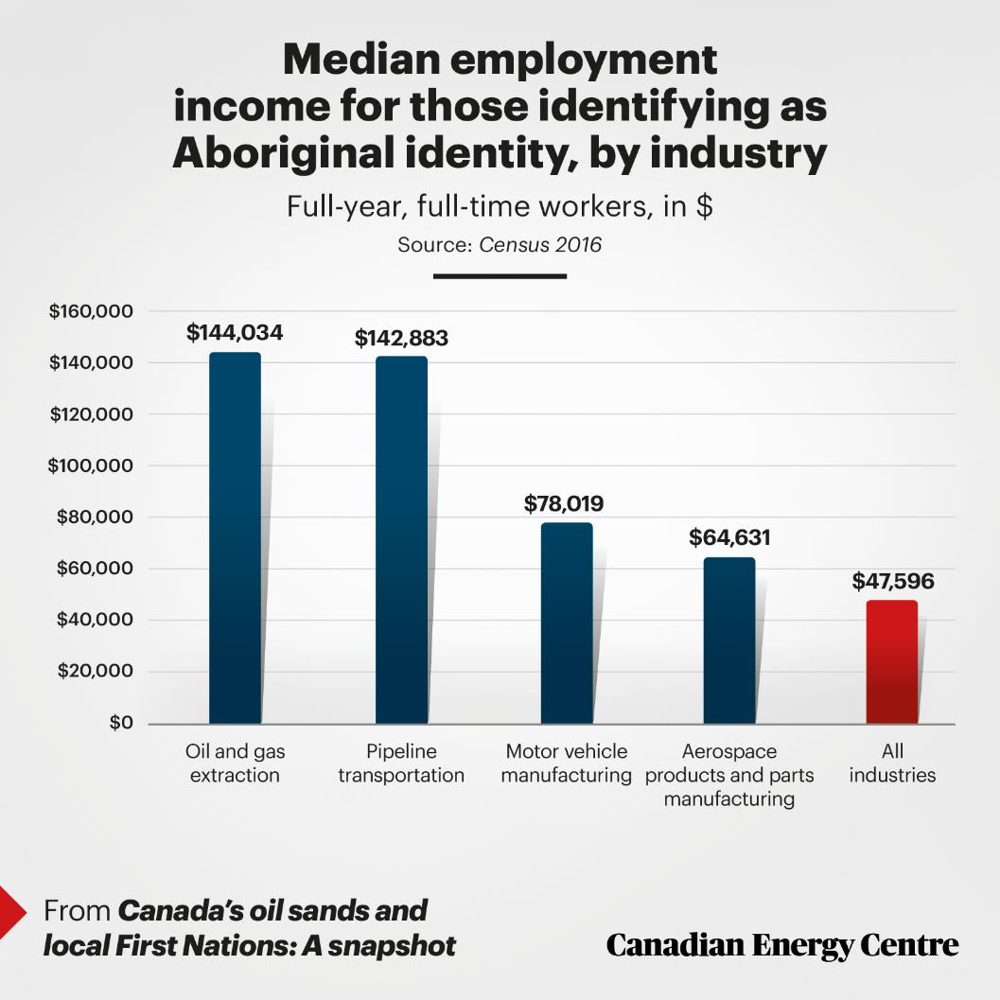 Median employment
income for those identifying as
Aboriginal identity, by industry
Full-year, full-time workers, in $
Source: Census 2016
$160,000
$140,000
$120,000
$100,000
$80,000
$60,000
$40,000
$20,000
$0
$144,034
$142,883
$78,019
$64,631
$47,596
Oil and gas
extraction
Pipeline
transportation
Motor vehicle
manufacturing
Aerospace
products and parts
manufacturing
All
industries
From Canada's oil sands and
local First Nations: A snapshot
Canadian Energy Centre